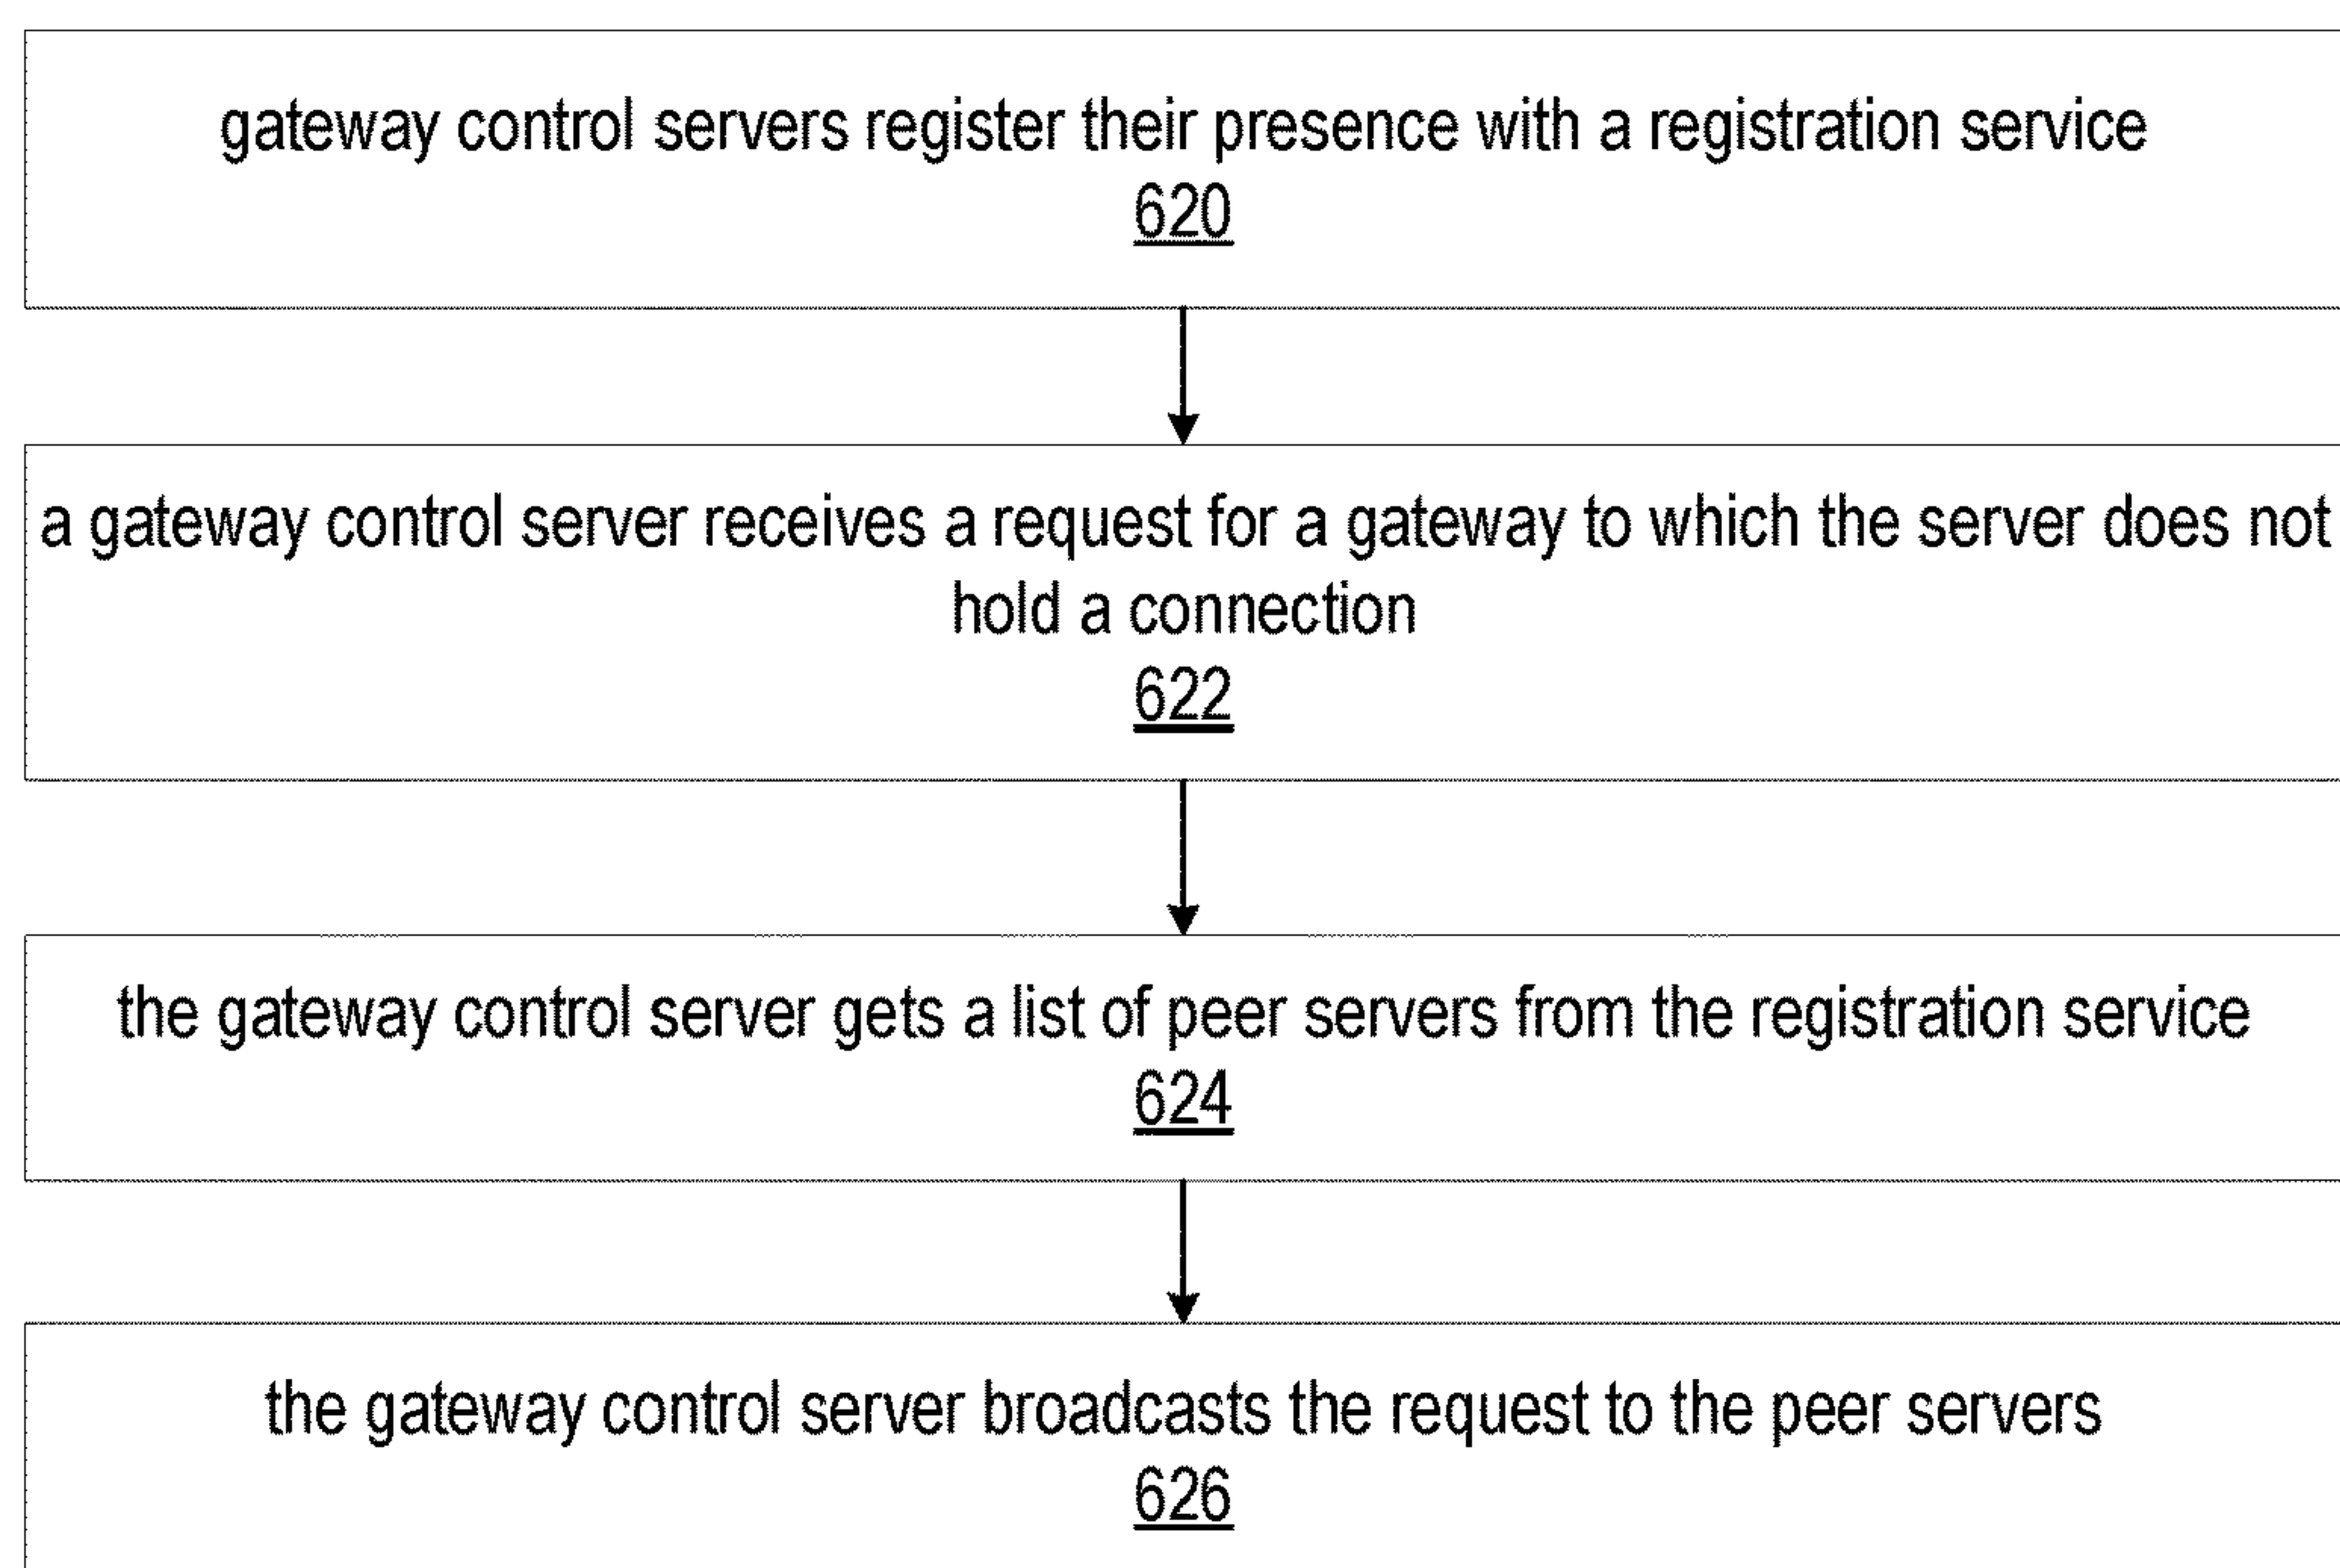 gateway control servers register their presence with a registration service
620
a gateway control server receives a request for a gateway to which the server does not
hold a connection
622
the gateway control server gets a list of peer servers from the registration service
624
the gateway control server broadcasts the request to the peer servers
626